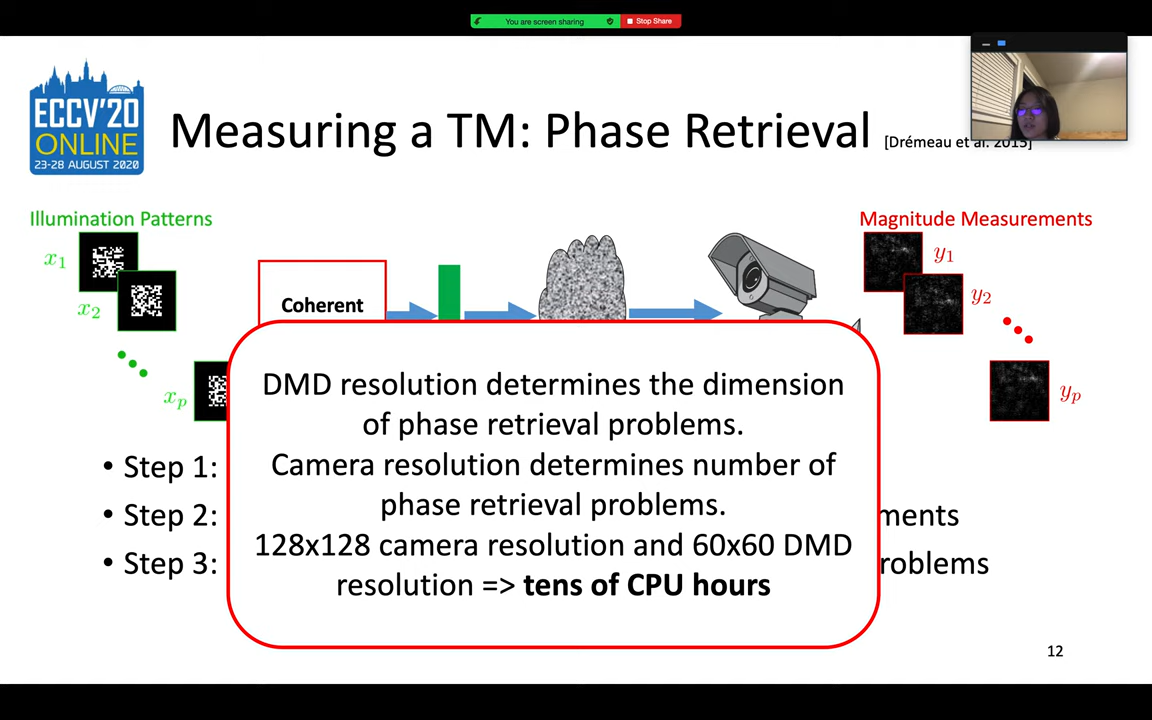 You are screen sharing
Stop Share
ECCV'20
ONLINE
23-28 AUGUST 2020
Measuring a TM: Phase Retrieval
[Drémeau et al. 2015]
Illumination Patterns
Magnitude Measurements
x1
x2
xp
Coherent
y1
y2
yp
DMD resolution determines the dimension
of phase retrieval problems.
Camera resolution determines number of
phase retrieval problems.
128x128 camera resolution and 60x60 DMD
resolution => tens of CPU hours
• Step 1:
• Step 2:
ments
• Step 3:
roblems
12